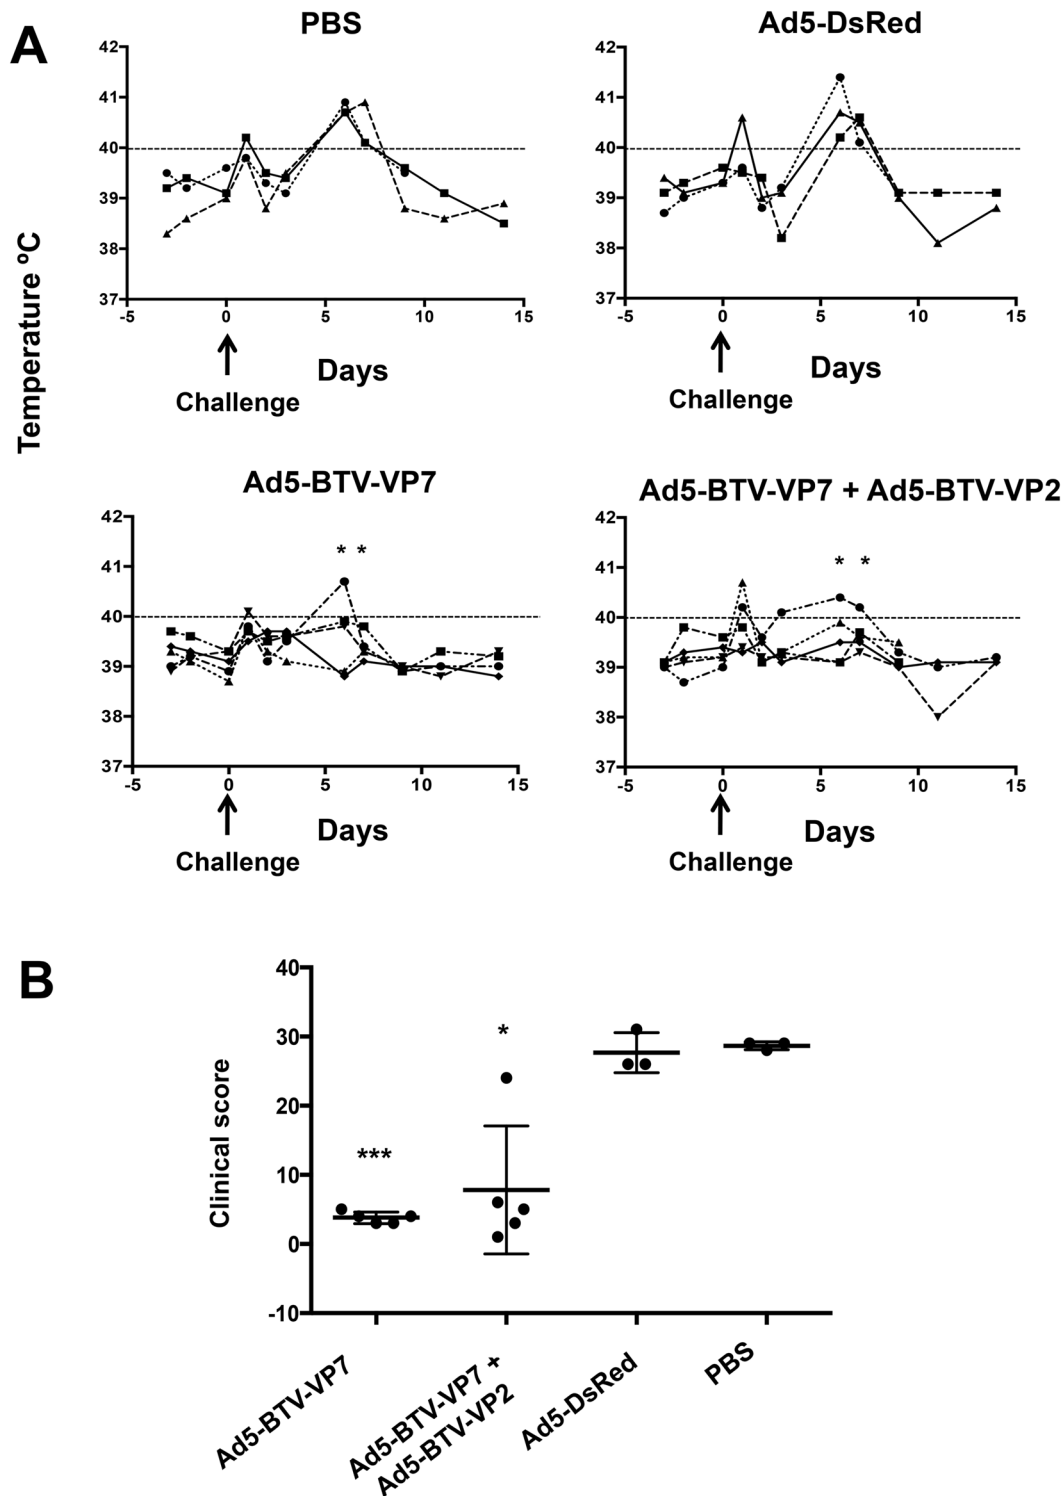 A
PBS
Ad5-DsRed
Temperature ºC
42
41
40
39
38
37
-5
0
5
10
15
Days
Challenge
42
41
40
39
38
37
-5
0
5
10
15
Days
Challenge
Ad5-BTV-VP7
Ad5-BTV-VP7 + Ad5-BTV-VP2
42
41
40
39
38
37
* *
-5
0
5
10
15
Days
Challenge
42
41
40
39
38
37
* *
-5
0
5
10
15
Days
Challenge
B
Clinical score
40
30
20
10
0
-10
***
*
Ad5-BTV-VP7
Ad5-BTV-VP7 +
Ad5-BTV-VP2
Ad5-DsRed
PBS